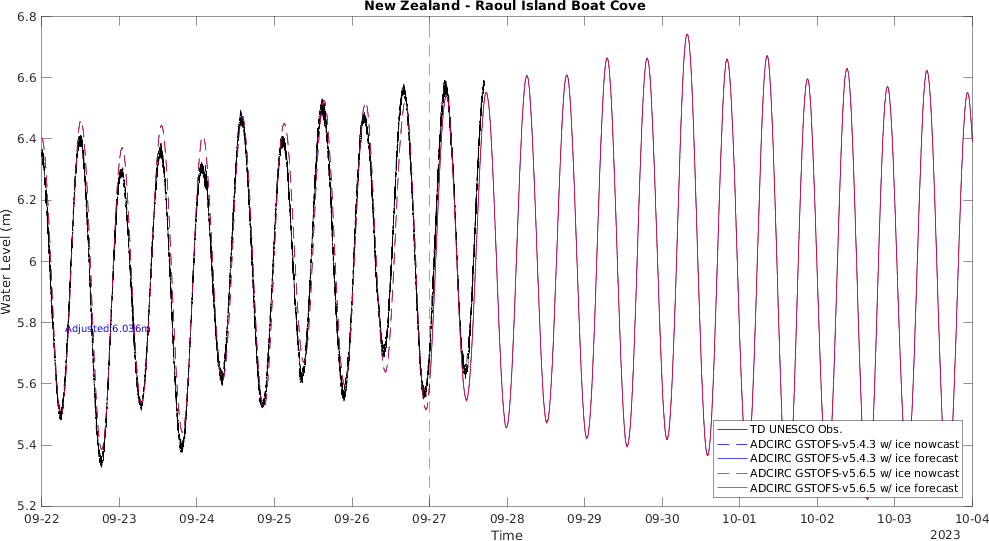 New Zealand - Raoul Island Boat Cove
6.8
6.6
6.4
6.2
6
5.8
5.6
5.4
5.2
Water Level (m)
Adjusted 6.036m
TD UNESCO Obs.
ADCIRC GSTOFS-v5.4.3 w/ ice nowcast
ADCIRC GSTOFS-v5.4.3 w/ ice forecast
ADCIRC GSTOFS-v5.6.5 w/ ice nowcast
ADCIRC GSTOFS-v5.6.5 w/ ice forecast
09-22 09-23 09-24 09-25 09-26 09-27 09-28 09-29 09-30 10-01 10-02 10-03 10-04
Time
2023